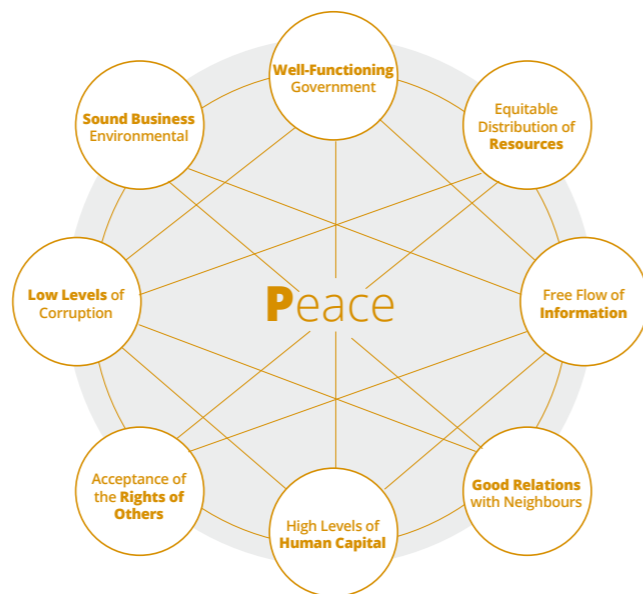 Well-Functioning
Government
Sound Business
Environmental
Equitable
Distribution of
Resources
Low Levels of
Corruption
Peace
Free Flow of
Information
Acceptance of
the Rights of
Others
High Levels of
Human Capital
Good Relations
with Neighbours